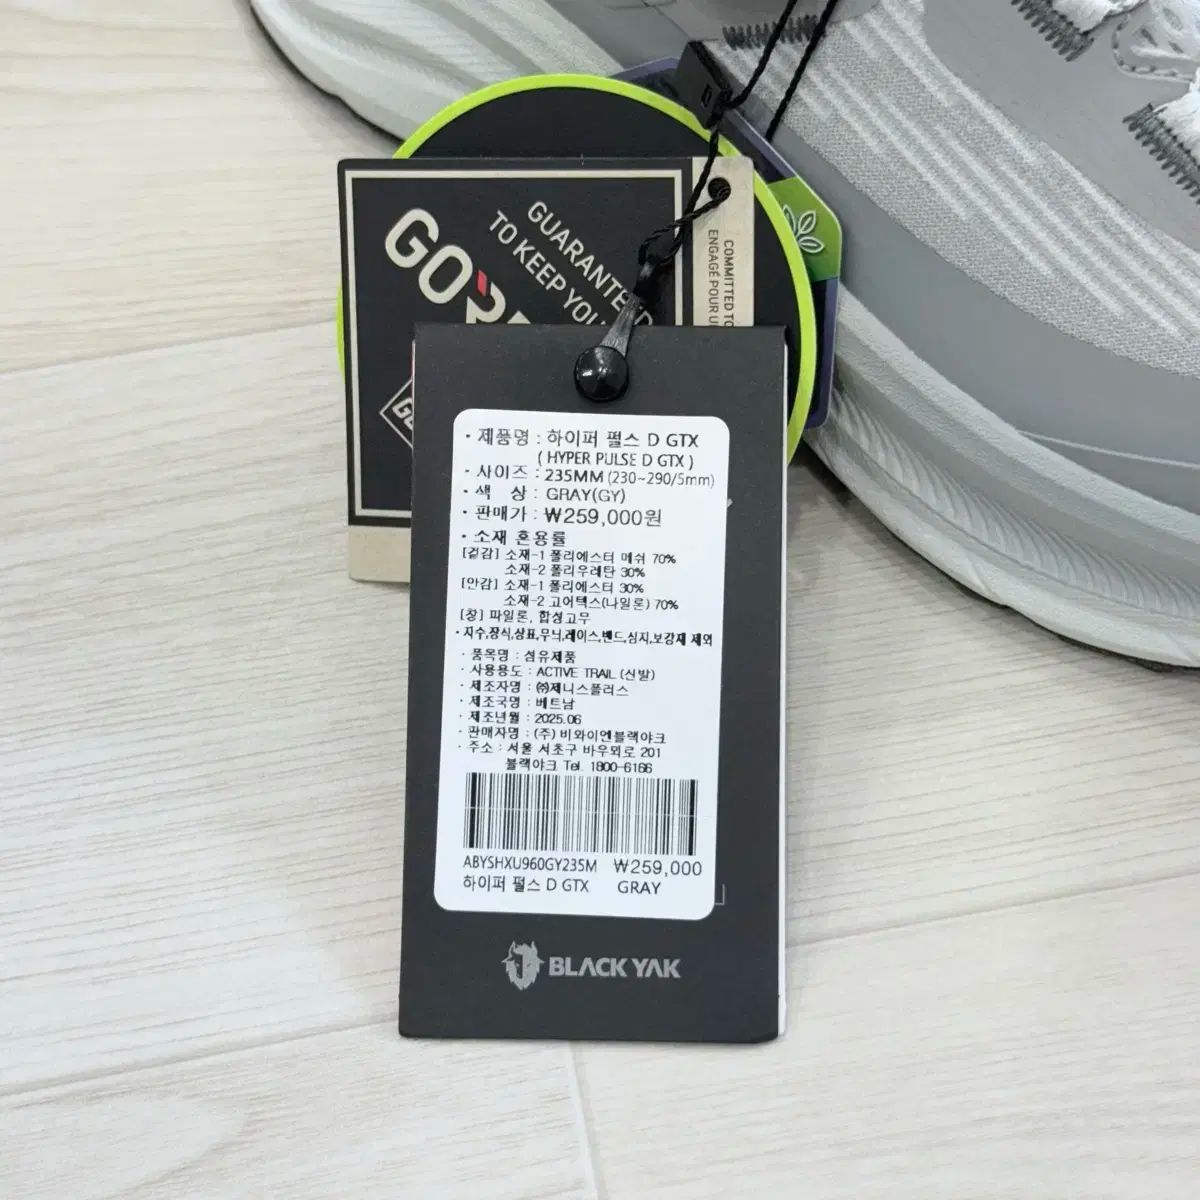 GUARANTEED
TO KEEP YOU
GO
COMMITTED TO
ENGAGÉ POUR
· 제품명 : 하이퍼 펄스 D GTX
( HYPER PULSE D GTX )
· 사이즈 : 235MM (230~290/5mm)
· 색 상 : GRAY(GY)
· 판매가 : ₩259,000원
· 소재 혼용률
[겉감] 소재-1 폴리에스터 메쉬 70%
소재-2 폴리우레탄 30%
[안감] 소재-1 폴리에스터 30%
소재-2 고어텍스(나일론) 70%
[창] 파일론, 합성고무
· 자수,장식,상표,무늬,레이스,밴드,심지,보강재 제외
· 품목명 : 섬유제품
· 사용용도 : ACTIVE TRAIL (신발)
· 제조자명 : ㈜제니스플러스
· 제조국명 : 베트남
· 제조년월 : 2025.06
· 판매자명 : (주) 비와이엔블랙야크
· 주소 : 서울 서초구 바우뫼로 201
블랙야크 Tel. 1800-6166
ABYSHXU960GY235M ₩259,000
하이퍼 펄스 D GTX GRAY
BLACK YAK